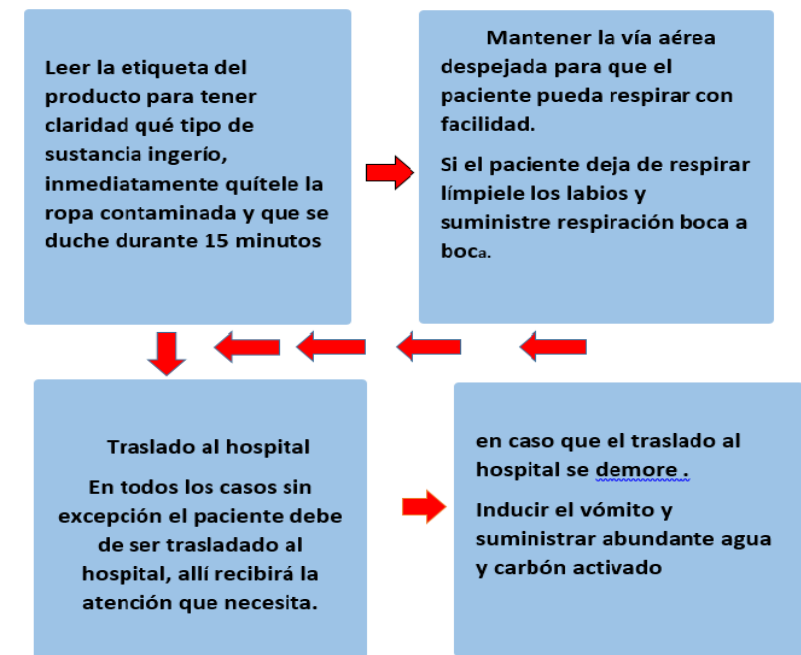 Leer la etiqueta del
producto para tener
claridad qué tipo de
sustancia ingerío,
inmediatamente quítele la
ropa contaminada y que se
duche durante 15 minutos
Mantener la vía aérea
despejada para que el
paciente pueda respirar con
facilidad.
Si el paciente deja de respirar
límpiele los labios y
suministre respiración boca a
boca.
Traslado al hospital
En todos los casos sin
excepción el paciente debe
de ser trasladado al
hospital, allí recibirá la
atención que necesita.
en caso que el traslado al
hospital se demore .
Inducir el vómito y
suministrar abundante agua
y carbón activado